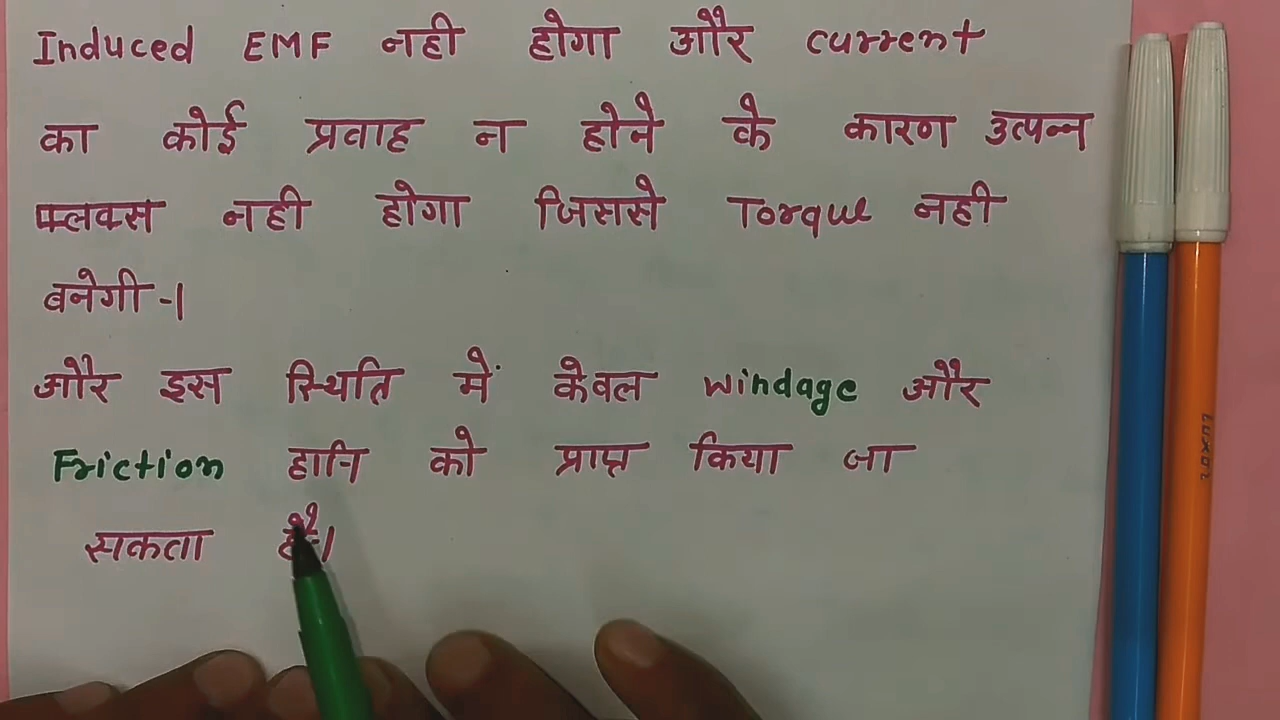 Induced EMF नही होगा और current
का कोई प्रवाह न होने के कारण उत्पन्न
फ्लक्स नही होगा जिससे Torque नही
बनेगी -।
और इस स्थिति में केवल Windage और
Friction हानि को प्राप्त किया जा
सकता है-।
LUXOR